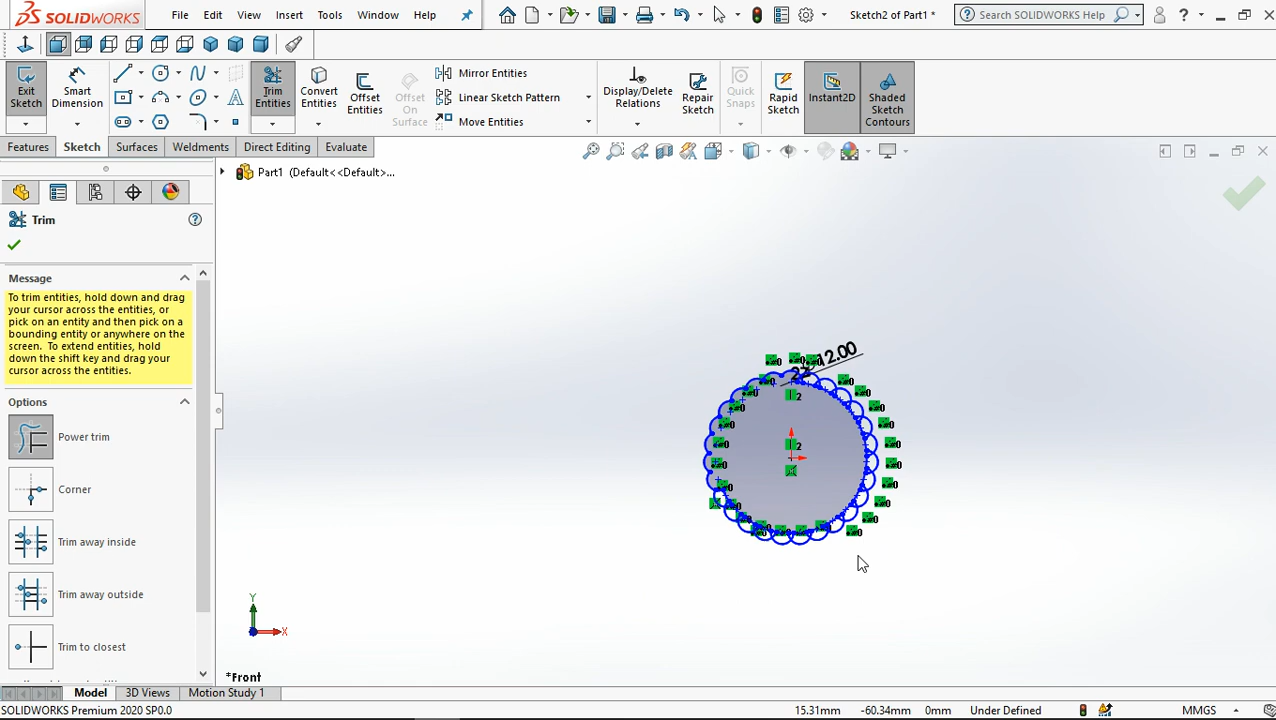 SOLIDWORKS File Edit View Insert Tools Window Help Sketch2 of Part1 * Search SOLIDWORKS Help ?
Exit Sketch
Smart Dimension
Trim Entities
Convert Entities
Offset Entities
Offset On Surface
Mirror Entities
Linear Sketch Pattern
Move Entities
Display/Delete Relations
Repair Sketch
Quick Snaps
Rapid Sketch
Instant2D
Shaded Sketch Contours
Features Sketch Surfaces Weldments Direct Editing Evaluate
Part1 (Default<<Default>...
Trim
Message
To trim entities, hold down and drag
your cursor across the entities, or
pick on an entity and then pick on a
bounding entity or anywhere on the
screen. To extend entities, hold
down the shift key and drag your
cursor across the entities.
Options
Power trim
Corner
Trim away inside
Trim away outside
Trim to closest
12.00
2
2
Y
X
*Front
Model 3D Views Motion Study 1
SOLIDWORKS Premium 2020 SP0.0 15.31mm -60.34mm 0mm Under Defined MMGS